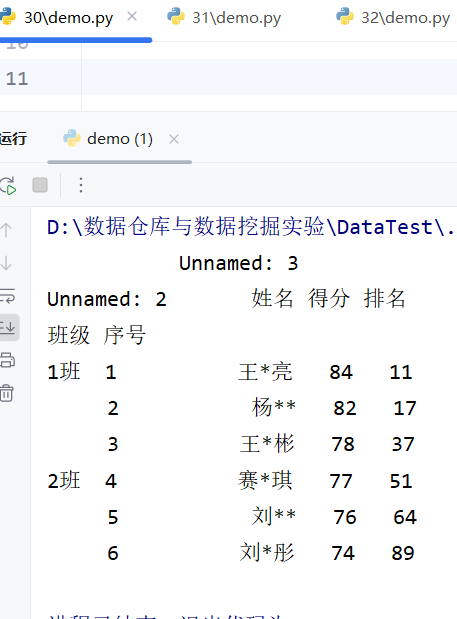 30\demo.py 31\demo.py 32\demo.py
11
运行 demo (1)
D:\数据仓库与数据挖掘实验\DataTest\.
Unnamed: 3
Unnamed: 2 姓名 得分 排名
班级 序号
1班 1 王*亮 84 11
2 杨** 82 17
3 王*彬 78 37
2班 4 赛*琪 77 51
5 刘** 76 64
6 刘*彤 74 89